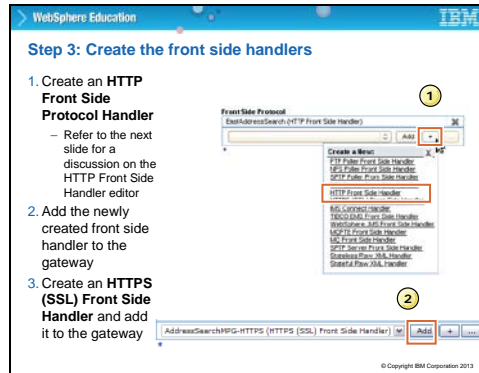 WebSphere Education
IBM
Step 3: Create the front side handlers
1. Create an HTTP
Front Side
Protocol Handler
– Refer to the next
slide for a
discussion on the
HTTP Front Side
Handler editor
2. Add the newly
created front side
handler to the
gateway
3. Create an HTTPS
(SSL) Front Side
Handler and add
it to the gateway
1
Front Side Protocol
EastAddressSearch (HTTP Front Side Handler)
Add + ...
Create a New:
FTP Poller Front Side Handler
NFS Poller Front Side Handler
SFTP Poller Front Side Handler
HTTP Front Side Handler
IMS Connect Handler
TIBCO EMS Front Side Handler
WebSphere JMS Front Side Handler
MQFTE Front Side Handler
MQ Front Side Handler
SFTP Server Front Side Handler
Stateless Raw XML Handler
Stateful Raw XML Handler
2
AddressSearchMPG-HTTPS (HTTPS (SSL) Front Side Handler) Add + ...
© Copyright IBM Corporation 2013